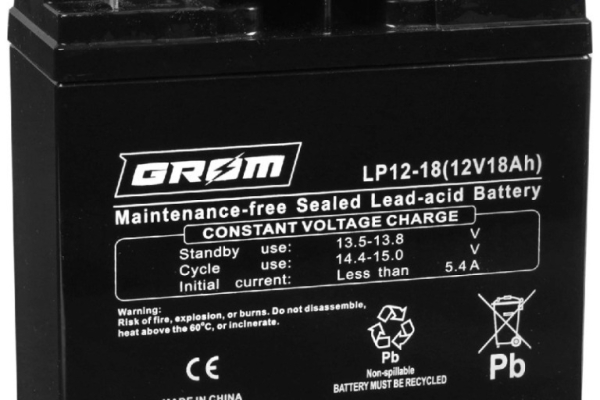 GROM
LP12-18(12V18Ah)
Maintenance-free Sealed Lead-acid Battery
CONSTANT VOLTAGE CHARGE
Standby use: 13.5-13.8 V
Cycle use: 14.4-15.0 V
Initial current: Less than 5.4 A
Warning:
Risk of fire, explosion, or burns. Do not disassemble,
heat above the 60°C, or incinerate.
CE
Pb
Non-spillable
BATTERY MUST BE RECYCLED
Pb
MADE IN CHINA